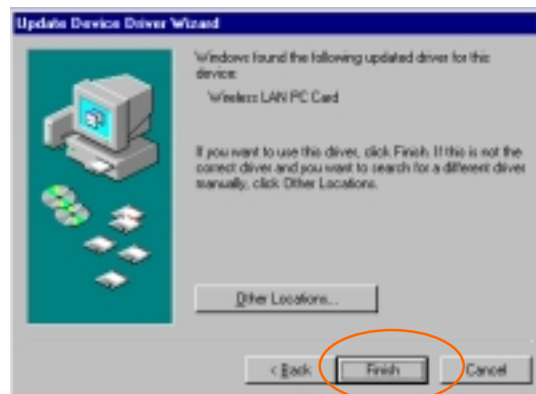 Update Device Driver Wizard
Windows found the following updated driver for this
device:
Wireless LAN PC Card
If you want to use this driver, click Finish. If this is not the
correct driver and you want to search for a different driver
manually, click Other Locations.
Other Locations...
< Back
Finish
Cancel